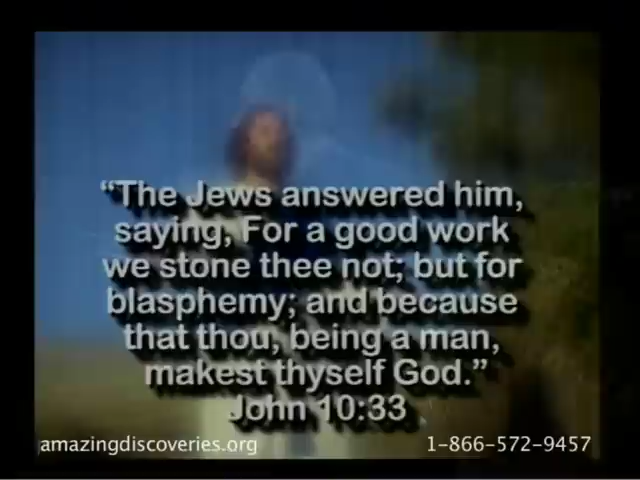 “The Jews answered him,
saying, For a good work
we stone thee not; but for
blasphemy; and because
that thou, being a man,
makest thyself God.”
John 10:33
amazingdiscoveries.org
1-866-572-9457